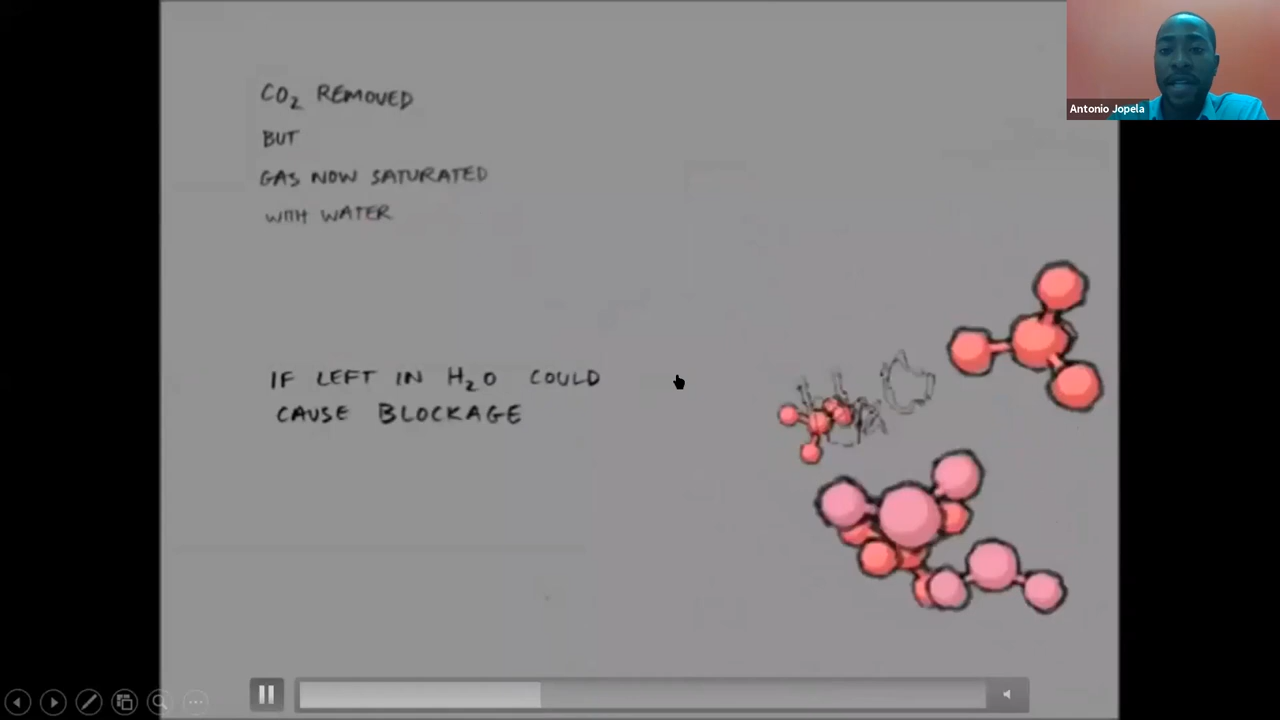 CO₂ REMOVED
BUT
GAS NOW SATURATED
WITH WATER
IF LEFT IN H₂O COULD
CAUSE BLOCKAGE
Antonio Jopela